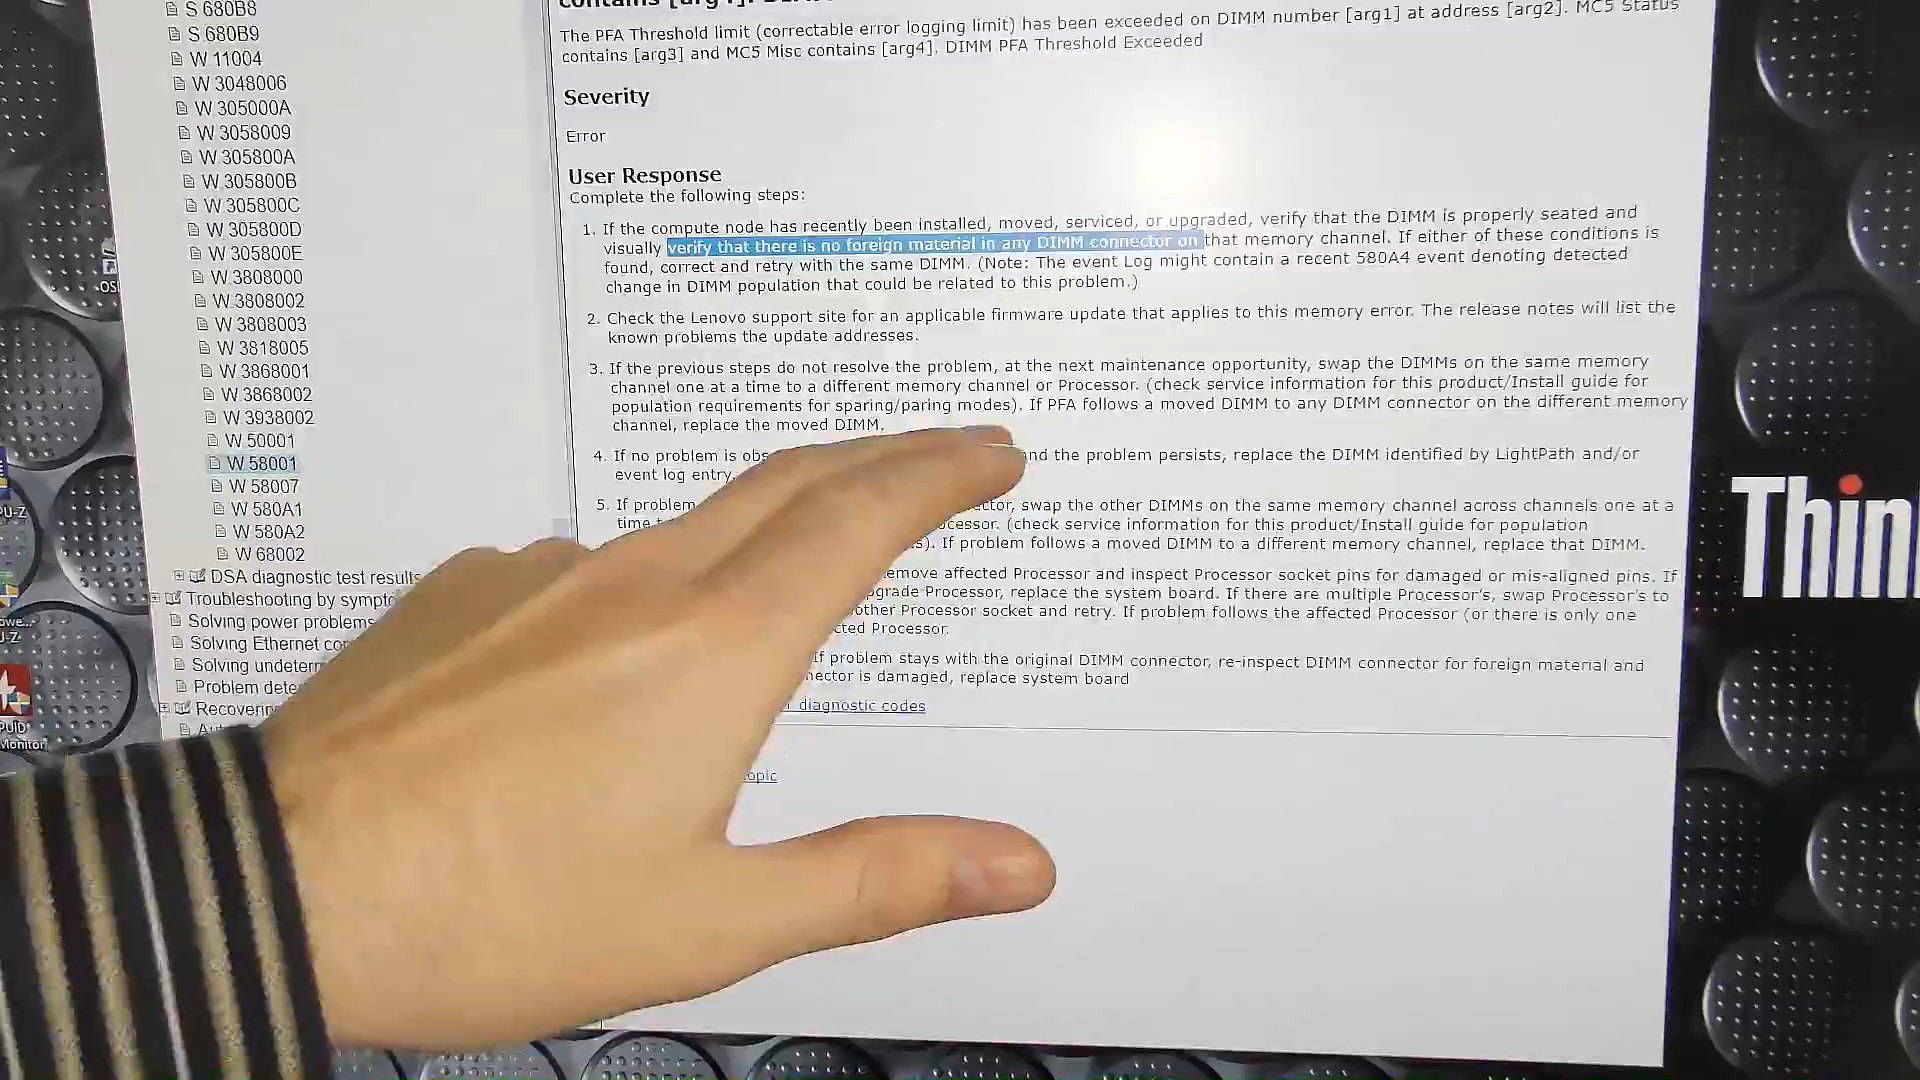 S 680B8
S 680B9
W 11004
W 3048006
W 305000A
W 3058009
W 305800A
W 305800B
W 305800C
W 305800D
W 305800E
W 3808000
W 3808002
W 3808003
W 3818005
W 3868001
W 3868002
W 3938002
W 50001
W 58001
W 58007
W 580A1
W 580A2
W 68002
DSA diagnostic test results
Troubleshooting by sympto
Solving power problems
Solving Ethernet con
Solving undeterm
Problem dete
Recovering
The PFA Threshold limit (correctable error logging limit) has been exceeded on DIMM number [arg1] at address [arg2]. MC5 Status
contains [arg3] and MC5 Misc contains [arg4]. DIMM PFA Threshold Exceeded
Severity
Error
User Response
Complete the following steps:
1. If the compute node has recently been installed, moved, serviced, or upgraded, verify that the DIMM is properly seated and
visually verify that there is no foreign material in any DIMM connector on that memory channel. If either of these conditions is
found, correct and retry with the same DIMM. (Note: The event Log might contain a recent 580A4 event denoting detected
change in DIMM population that could be related to this problem.)
2. Check the Lenovo support site for an applicable firmware update that applies to this memory error. The release notes will list the
known problems the update addresses.
3. If the previous steps do not resolve the problem, at the next maintenance opportunity, swap the DIMMs on the same memory
channel one at a time to a different memory channel or Processor. (check service information for this product/Install guide for
population requirements for sparing/paring modes). If PFA follows a moved DIMM to any DIMM connector on the different memory
channel, replace the moved DIMM.
4. If no problem is obs nd the problem persists, replace the DIMM identified by LightPath and/or
event log entry.
5. If problem ctor, swap the other DIMMs on the same memory channel across channels one at a
time cessor. (check service information for this product/Install guide for population
s). If problem follows a moved DIMM to a different memory channel, replace that DIMM.
emove affected Processor and inspect Processor socket pins for damaged or mis-aligned pins. If
pgrade Processor, replace the system board. If there are multiple Processor's, swap Processor's to
other Processor socket and retry. If problem follows the affected Processor (or there is only one
cted Processor.
If problem stays with the original DIMM connector, re-inspect DIMM connector for foreign material and
nector is damaged, replace system board
diagnostic codes
opic
Thin
Monitor